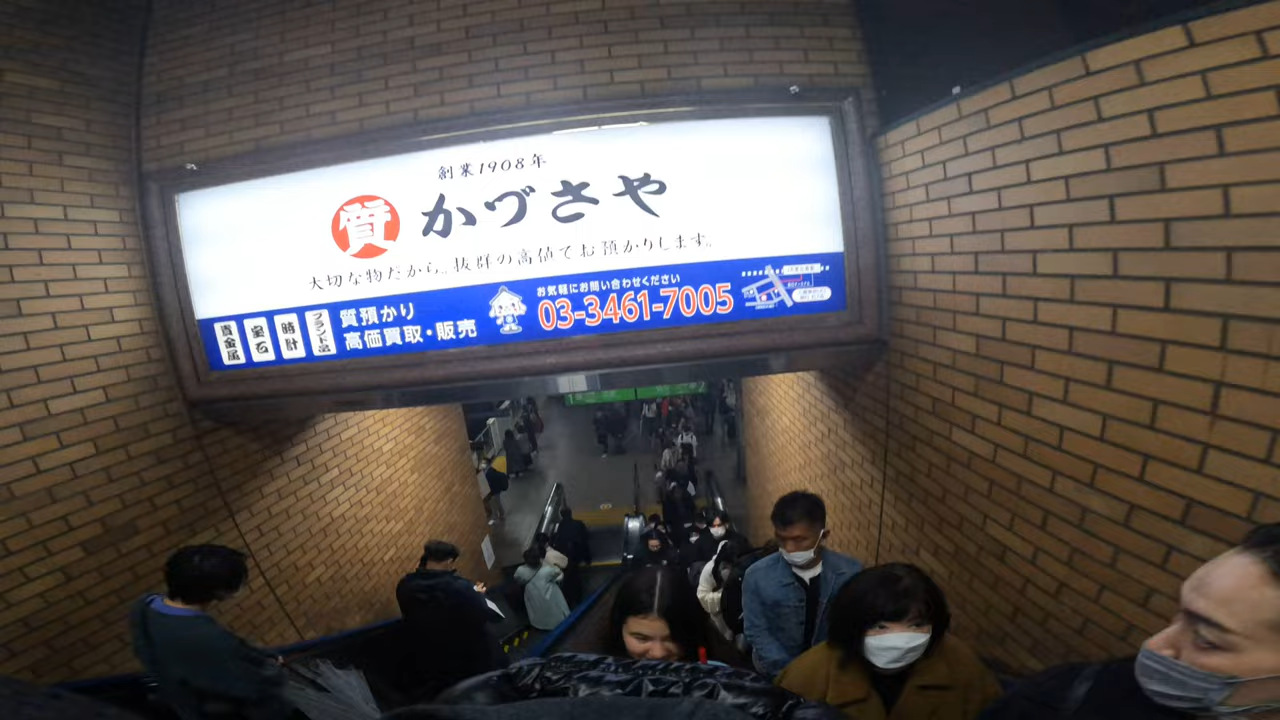 創業1908年
質 かづさや
大切な物だから。抜群の高値でお預かりします。
貴金属
宝石
時計
ブランド品
質預かり
高価買取・販売
お気軽にお問い合わせください
03-3461-7005